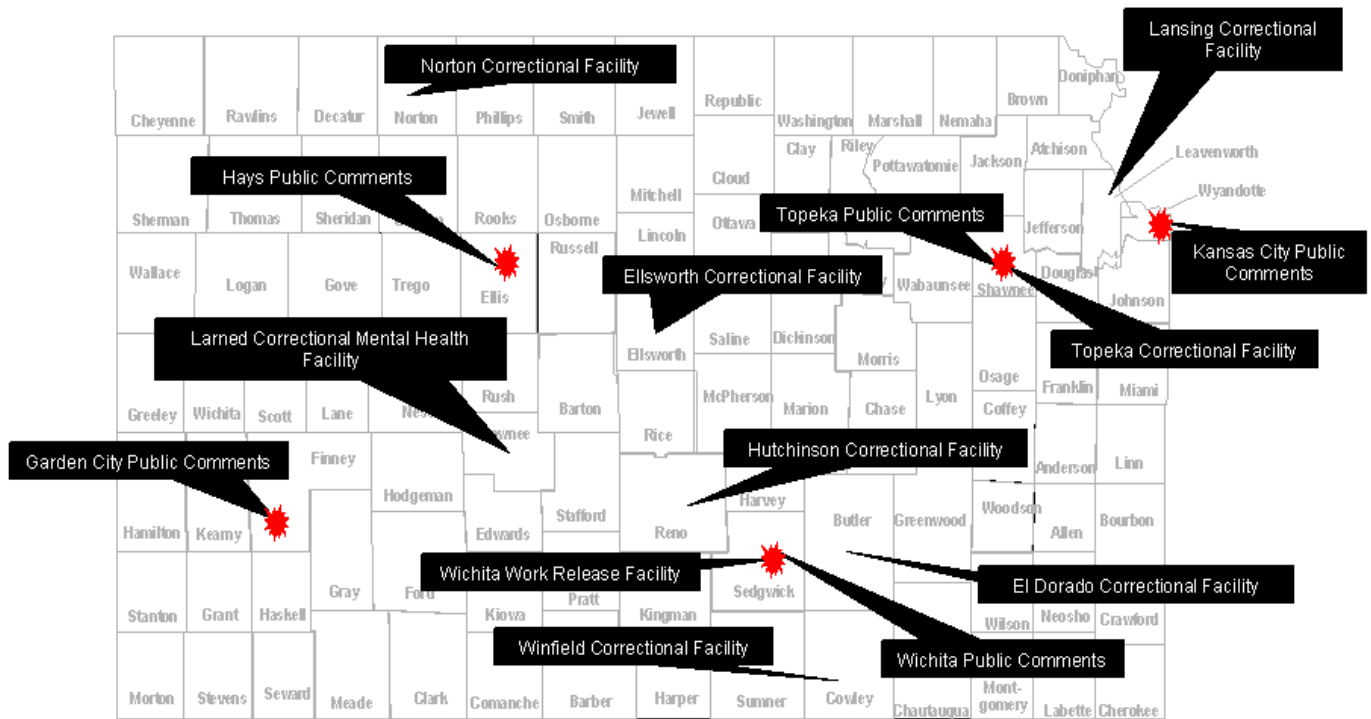 Lansing Correctional
Facility
Norton Correctional Facility
Doniphan
Brown
Republic
Jewell
Cheyenne
Rawlins
Decatur
Norton
Phillips
Smith
Washington
Marshall
Nemaha
Clay
Riley
Pottawatomie
Jackson
Atchison
Leavenworth
Hays Public Comments
Cloud
Mitchell
Wyandotte
Sherman
Thomas
Sheridan
Rooks
Osborne
Ottawa
Topeka Public Comments
Jefferson
Lincoln
Russell
Kansas City Public
Comments
Wallace
Logan
Gove
Trego
Ellis
Ellsworth Correctional Facility
Wabaunsee
Shawnee
Douglas
Johnson
Larned Correctional Mental Health
Facility
Saline
Dickinson
Ellsworth
Morris
Topeka Correctional Facility
Osage
Franklin
Miami
Rush
McPherson
Marion
Chase
Lyon
Coffey
Greeley
Wichita
Scott
Lane
Barton
Rice
Garden City Public Comments
Finney
Hutchinson Correctional Facility
Anderson
Linn
Hodgeman
Harvey
Hamilton
Kearny
Edwards
Stafford
Reno
Butler
Greenwood
Woodson
Allen
Bourbon
Wichita Work Release Facility
El Dorado Correctional Facility
Sedgwick
Gray
Ford
Pratt
Stanton
Grant
Haskell
Kiowa
Kingman
Wilson
Neosho
Crawford
Winfield Correctional Facility
Wichita Public Comments
Morton
Stevens
Seward
Meade
Clark
Comanche
Barber
Harper
Sumner
Cowley
Chautauqua
Mont-
gomery
Labette
Cherokee